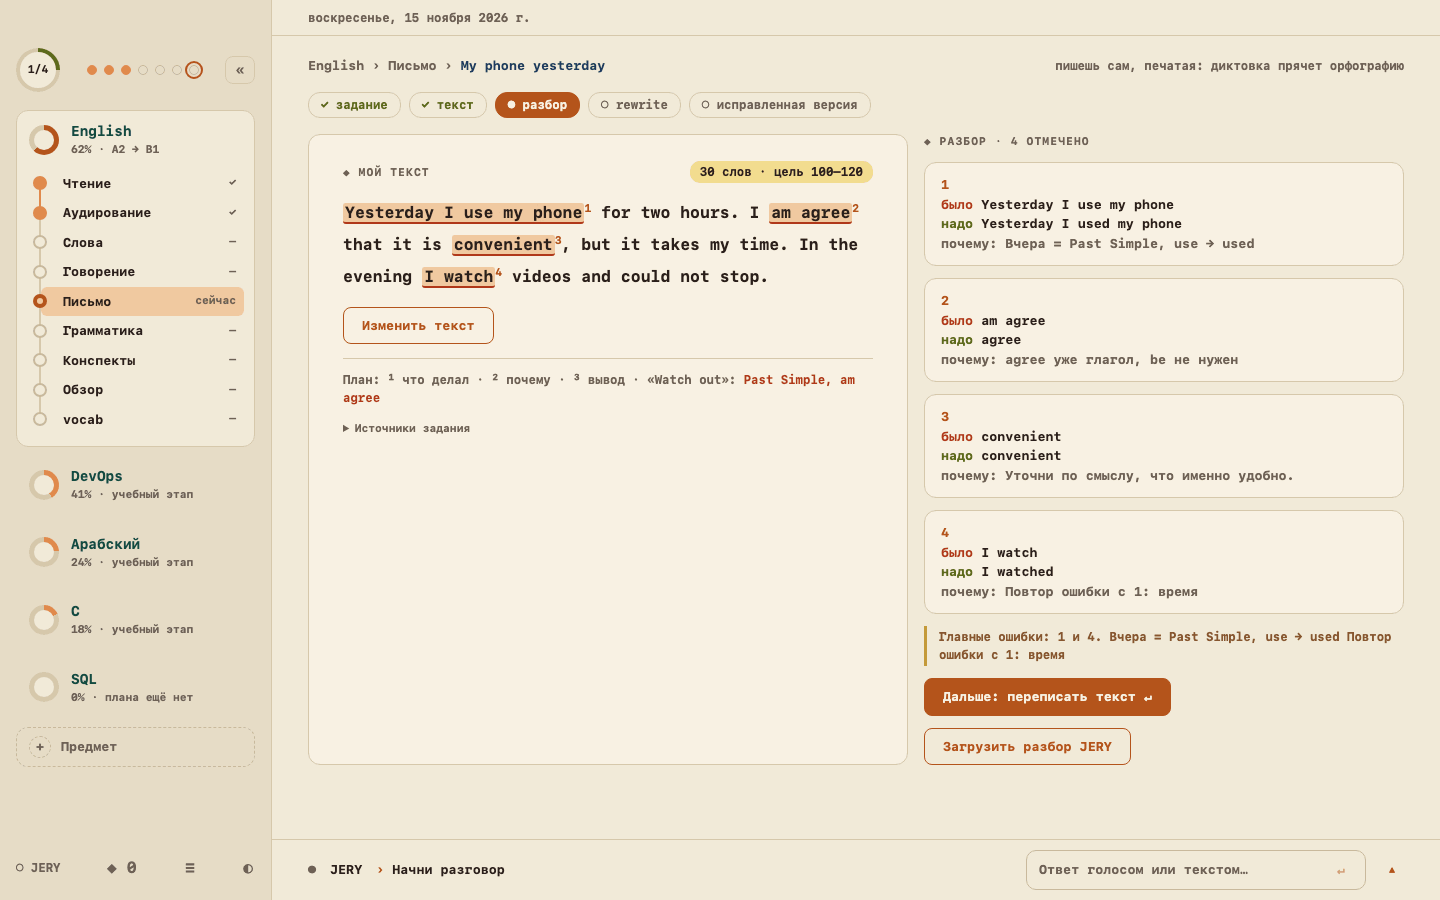 воскресенье, 15 ноября 2026 г.
1/4
«
English
62% · A2 → B1
Чтение ✓
Аудирование ✓
Слова —
Говорение —
Письмо сейчас
Грамматика —
Конспекты —
Обзор —
vocab —
DevOps
41% · учебный этап
Арабский
24% · учебный этап
C
18% · учебный этап
SQL
0% · плана ещё нет
+ Предмет
○ JERY ◆ 0 ≡ ◐
English › Письмо › My phone yesterday
пишешь сам, печатая: диктовка прячет орфографию
✓ задание ✓ текст ● разбор ○ rewrite ○ исправленная версия
◆ МОЙ ТЕКСТ 30 слов · цель 100–120
Yesterday I use my phone¹ for two hours. I am agree²
that it is convenient³, but it takes my time. In the
evening I watch⁴ videos and could not stop.
Изменить текст
План: ¹ что делал · ² почему · ³ вывод · «Watch out»: Past Simple, am
agree
▶ Источники задания
◆ РАЗБОР · 4 ОТМЕЧЕНО
1
было Yesterday I use my phone
надо Yesterday I used my phone
почему: Вчера = Past Simple, use → used
2
было am agree
надо agree
почему: agree уже глагол, be не нужен
3
было convenient
надо convenient
почему: Уточни по смыслу, что именно удобно.
4
было I watch
надо I watched
почему: Повтор ошибки с 1: время
Главные ошибки: 1 и 4. Вчера = Past Simple, use → used Повтор
ошибки с 1: время
Дальше: переписать текст ↵
Загрузить разбор JERY
● JERY › Начни разговор
Ответ голосом или текстом… ↵ ▲